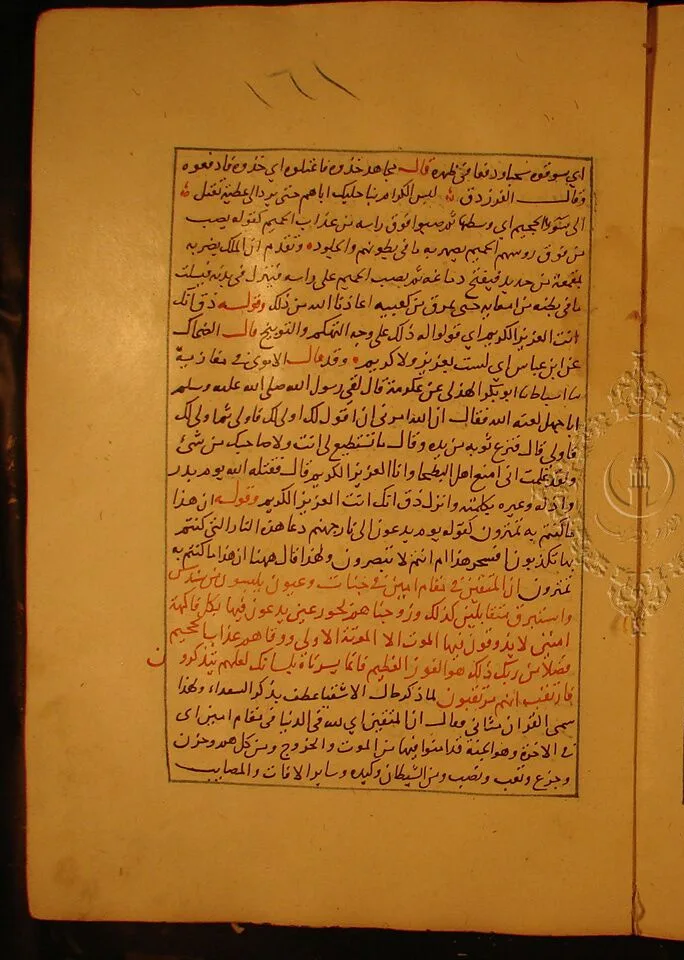 ١٦١
اي سوقوه سحبا ودفعا في ظهره قال مجاهد خذوه فاعتلوه اي خذوه فادفعوه
وقال الفرزدق ليس الكرام بناحليك اباهم حتى يرد الى عطية تعتل
الى سوا الجحيم اي وسطها ثم صبوا فوق راسه من عذاب الحميم كقوله يصب
من فوق روسهم الحميم يصهر به ما في بطونهم والجلود وقد تقدم ان الملك يضربه
بمقمعة من حديد فيفتح دماغه ثم يصب الحميم على راسه فينزل في بدنه فيسلت
ما في بطنه من امعايه حتى يمرق من كعبيه اعاذنا الله من ذلك وقوله ذق انك
انت العزيز الكريم اي قولوا له ذلك على وجه التهكم والتوبيخ قال الضحاك
عن ابن عباس اي لست بعزيز ولا كريم وقد قال الاموي في مغازيه
سا اسباط سا ابو بكر الهذلي عن عكرمة قال لقي رسول الله صلى الله عليه وسلم
ابا جهل لعنه الله فقال ان الله امرني ان اقول لك اولى لك فاولى ثم اولى لك
فاولى قال فنزع ثوبه من يده وقال ما تستطيع لي انت ولا صاحبك من شئ
ولقد علمت اني امنع اهل البطحا وانا العزيز الكريم قال فقتله الله يوم بدر
واذله وعيره بكلمته وانزل ذق انك انت العزيز الكريم وقوله ان هذا
ما كنتم به تمترون كقوله يوم يدعون الى نار جهنم دعا هذه النار التي كنتم
بها تكذبون افسحر هذا ام انتم لا تبصرون ولهذا قال ههنا ان هذا ما كنتم به
تمترون ان المتقين في مقام امين في جنات وعيون يلبسون من سندس
واستبرق متقابلين كذلك وزوجناهم بحور عين يدعون فيها بكل فاكهة
امنين لا يذوقون فيها الموت الا الموتة الاولى ووقاهم عذاب الجحيم
فضلا من ربك ذلك هو الفوز العظيم فانما يسرناه بلسانك لعلهم يتذكرون
فارتقب انهم مرتقبون لما ذكر حال الاشقيا عطف بذكر السعداء ولهذا
سمي القران مثاني فقال ان المتقين اي لله في الدنيا في مقام امين اي
في الاخرة وهو الجنة قد امنوا فيها من الموت والخروج ومن كل هم وحزن
وجزع وتعب ونصب ومن الشيطان وكيده وساير الافات والمصايب